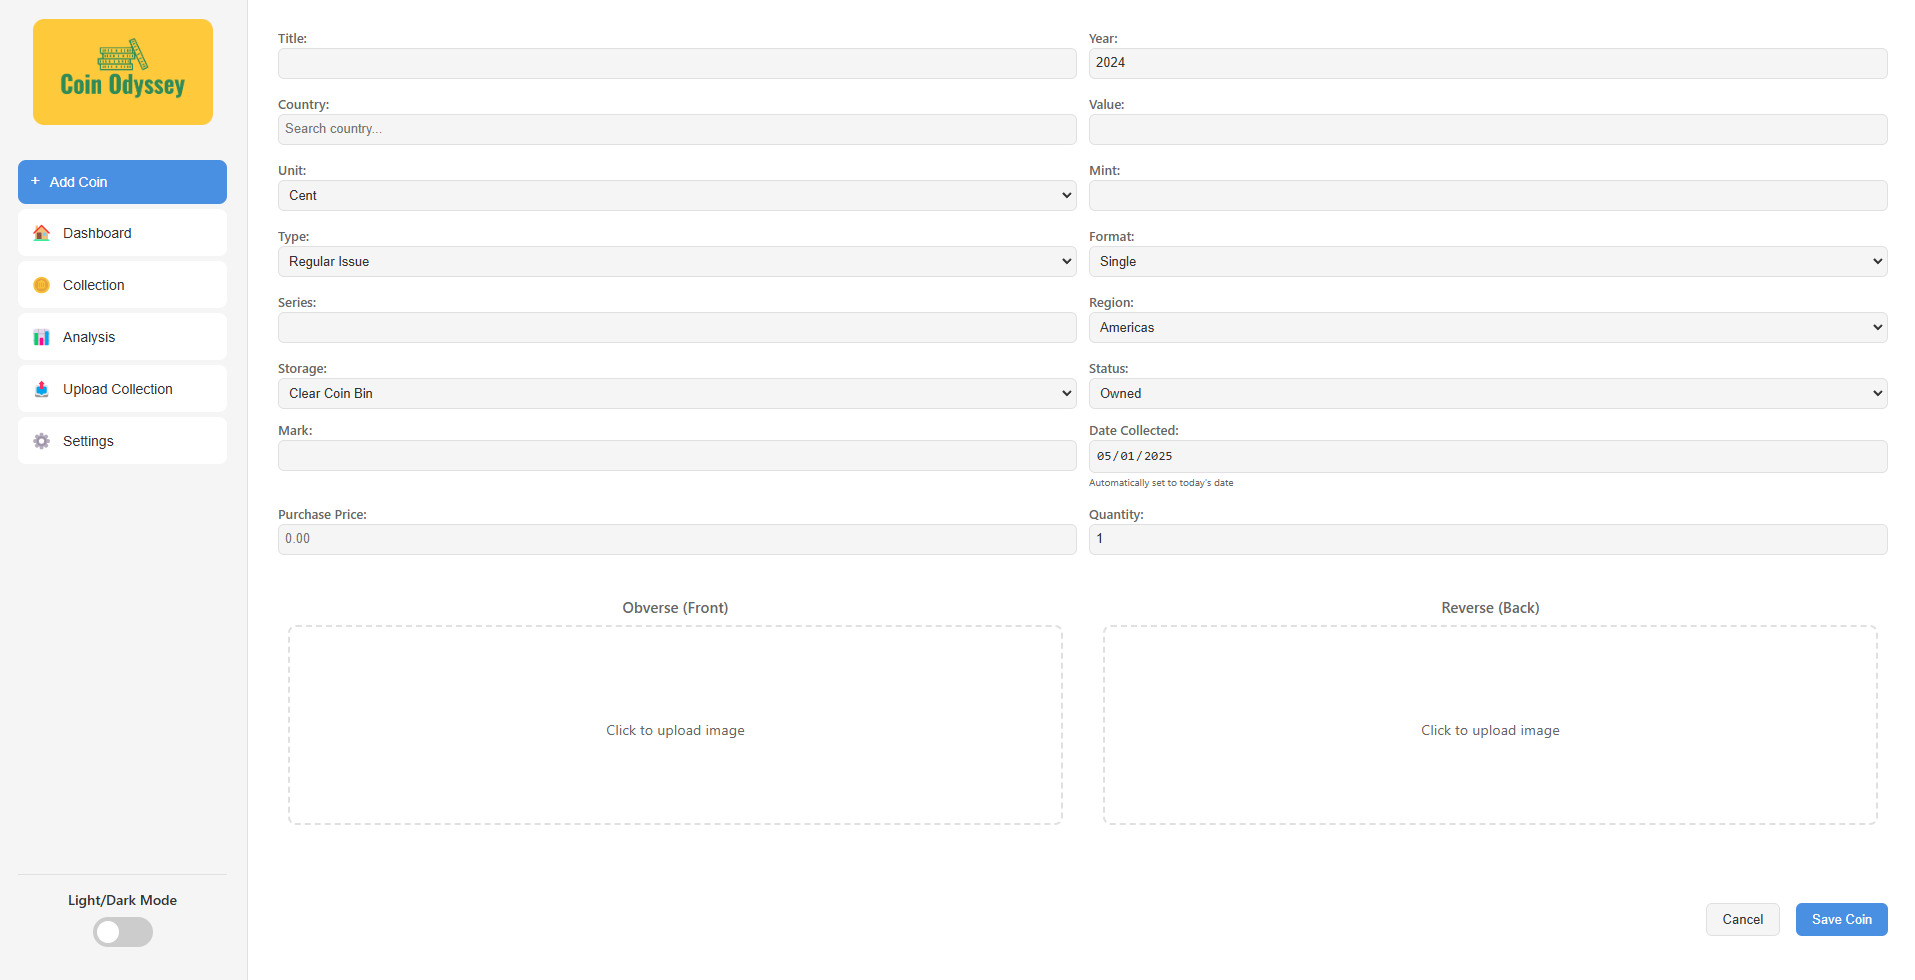 Coin Odyssey
+ Add Coin
Dashboard
Collection
Analysis
Upload Collection
Settings
Light/Dark Mode
Title:
Year:
2024
Country:
Search country...
Value:
Unit:
Cent
Mint:
Type:
Regular Issue
Format:
Single
Series:
Region:
Americas
Storage:
Clear Coin Bin
Status:
Owned
Mark:
Date Collected:
05/01/2025
Automatically set to today's date
Purchase Price:
0.00
Quantity:
1
Obverse (Front)
Click to upload image
Reverse (Back)
Click to upload image
Cancel
Save Coin